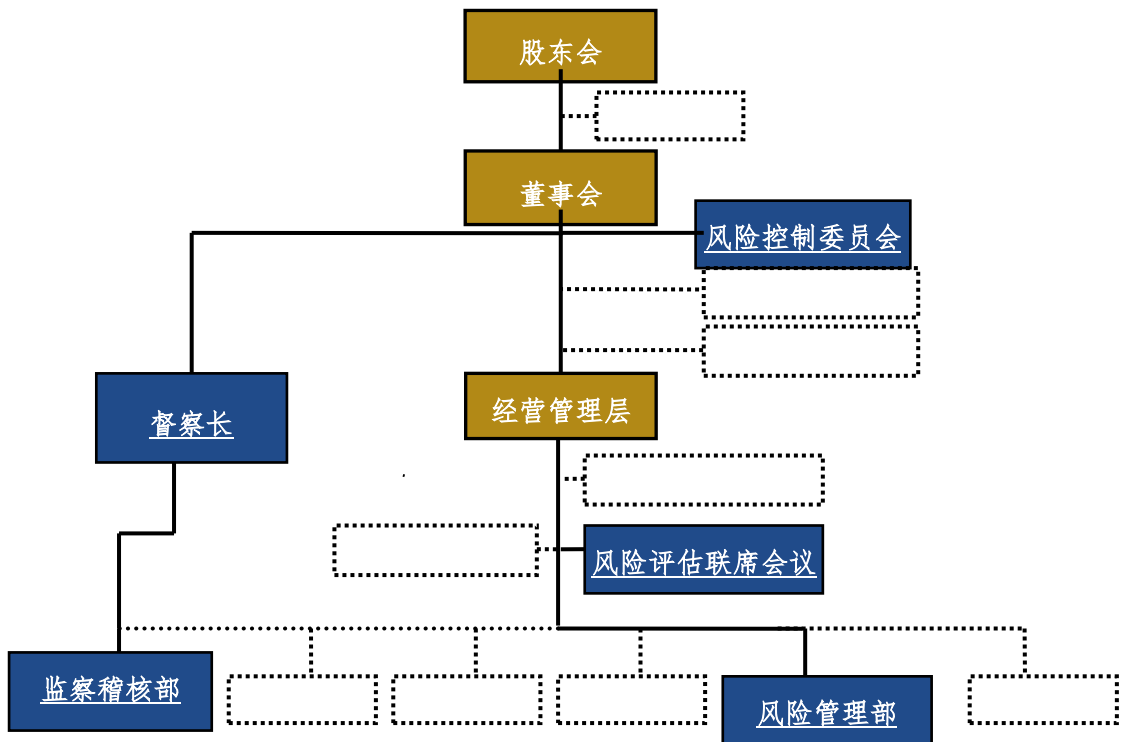 股东会
董事会
风险控制委员会
督察长
经营管理层
风险评估联席会议
监察稽核部
风险管理部